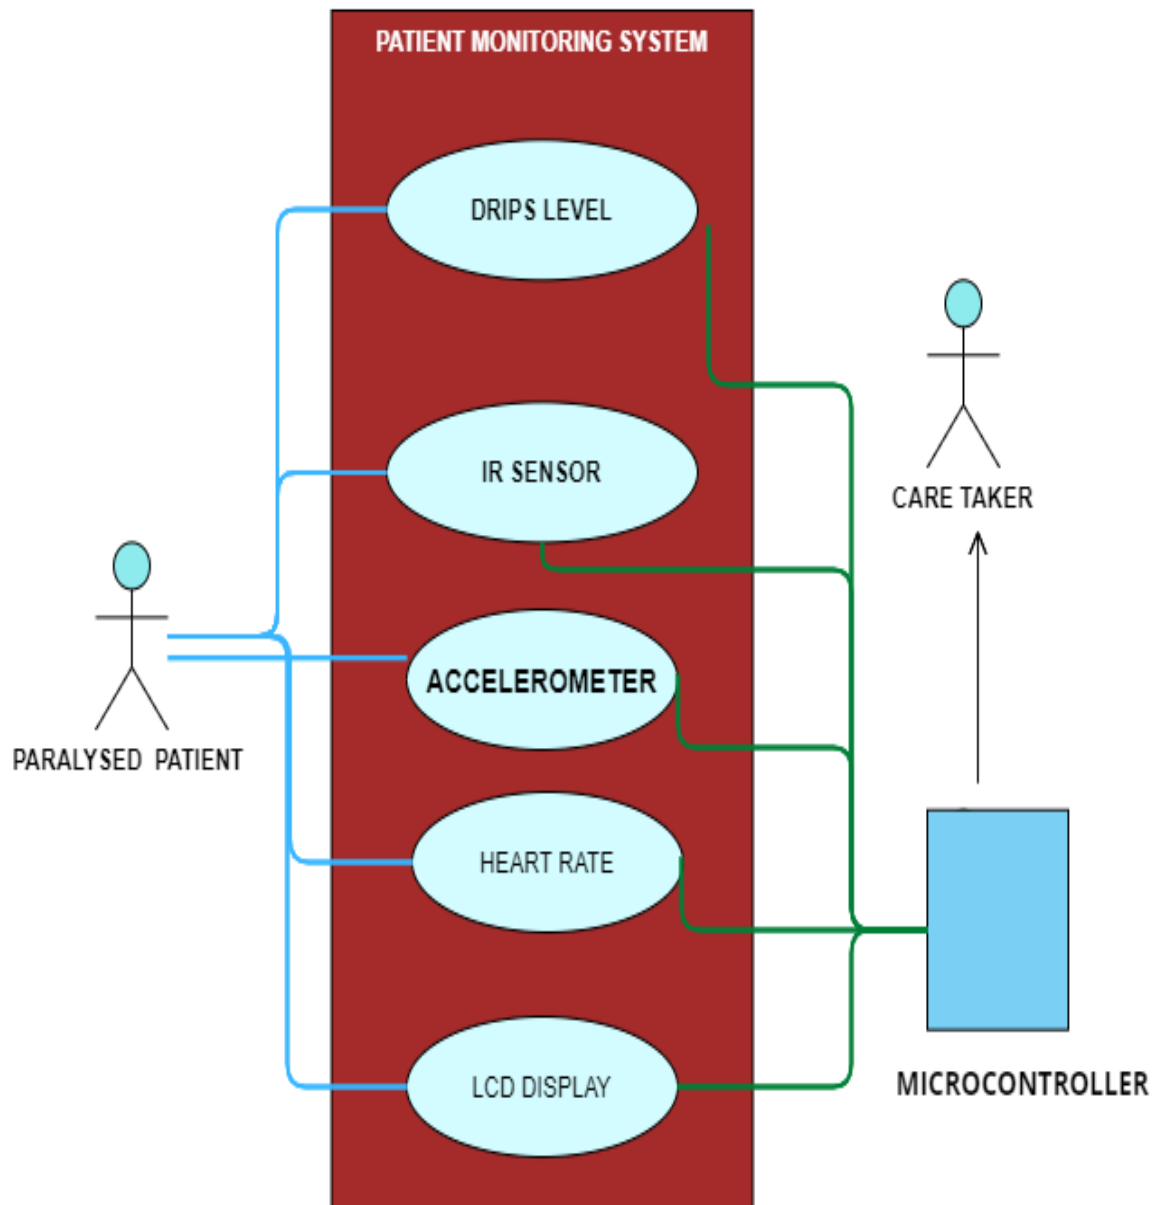 PATIENT MONITORING SYSTEM
DRIPS LEVEL
IR SENSOR
CARE TAKER
ACCELEROMETER
PARALYSED PATIENT
HEART RATE
LCD DISPLAY
MICROCONTROLLER